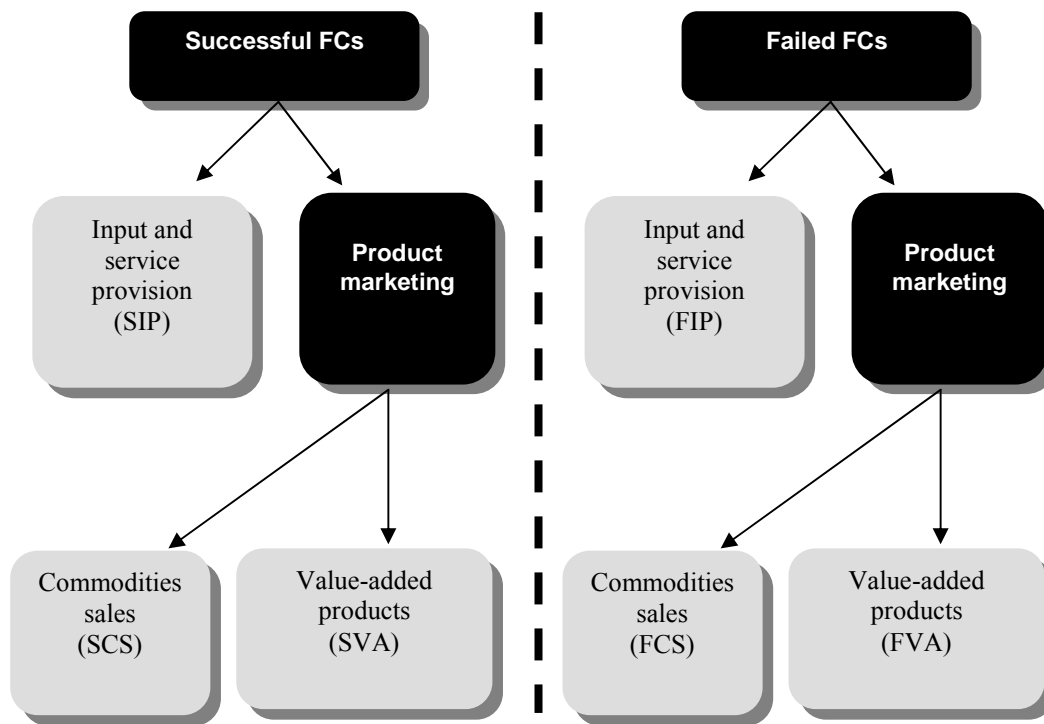 Successful FCs
Failed FCs
Input and
service
provision
(SIP)
Product
marketing
Input and
service
provision
(FIP)
Product
marketing
Commodities
sales
(SCS)
Value-added
products
(SVA)
Commodities
sales
(FCS)
Value-added
products
(FVA)